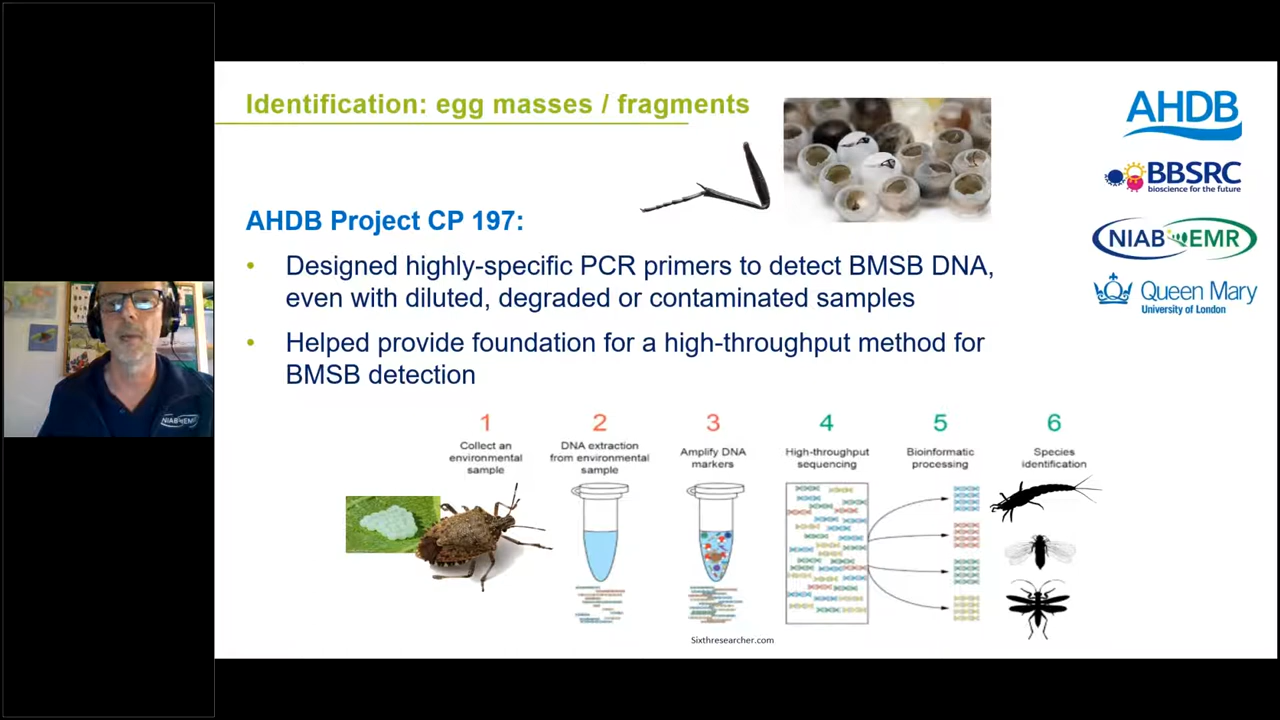 Identification: egg masses / fragments
AHDB
BBSRC
bioscience for the future
AHDB Project CP 197:
NIAB EMR
• Designed highly-specific PCR primers to detect BMSB DNA,
even with diluted, degraded or contaminated samples
Queen Mary
University of London
• Helped provide foundation for a high-throughput method for
BMSB detection
NIAB EMR
1
Collect an
environmental
sample
2
DNA extraction
from environmental
sample
3
Amplify DNA
markers
4
High-throughput
sequencing
5
Bioinformatic
processing
6
Species
identification
Sixthresearcher.com